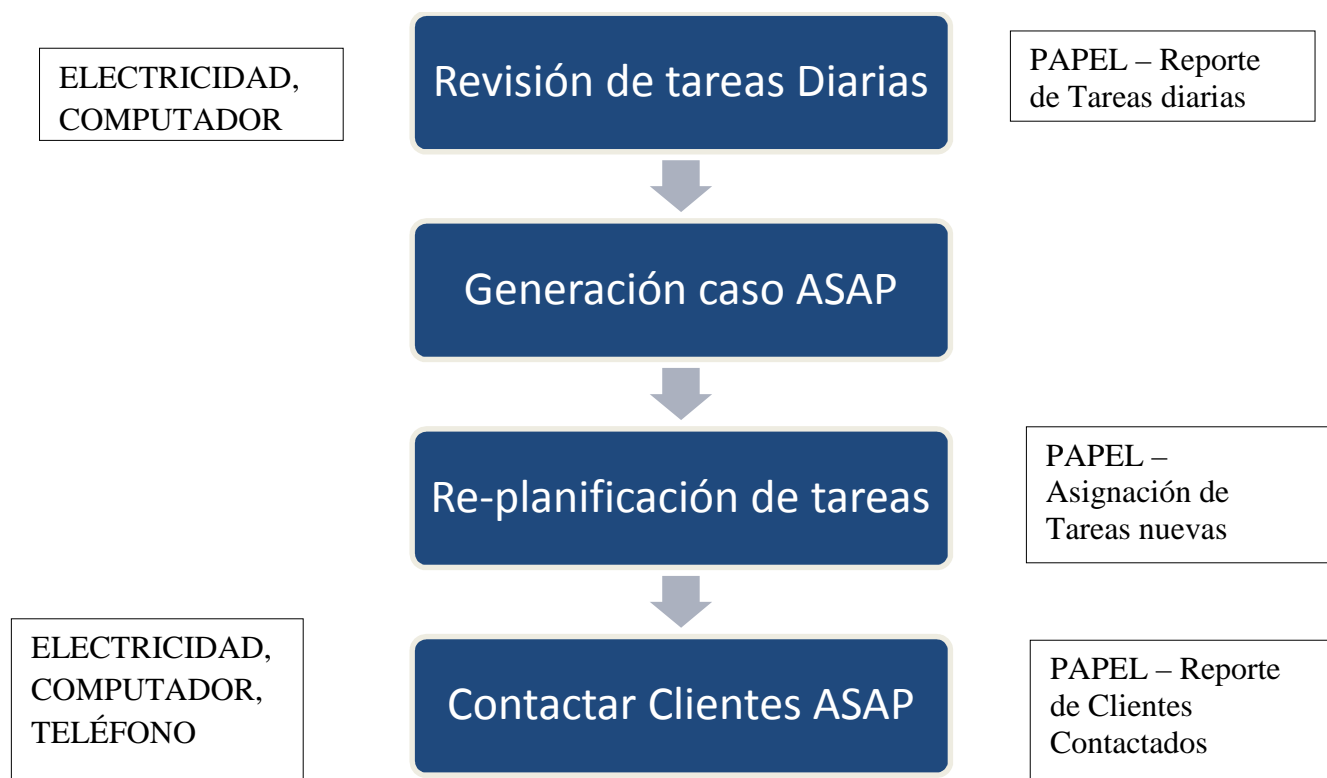 ELECTRICIDAD,
COMPUTADOR
Revisión de tareas Diarias
PAPEL – Reporte
de Tareas diarias
Generación caso ASAP
Re-planificación de tareas
PAPEL –
Asignación de
Tareas nuevas
ELECTRICIDAD,
COMPUTADOR,
TELÉFONO
Contactar Clientes ASAP
PAPEL – Reporte
de Clientes
Contactados